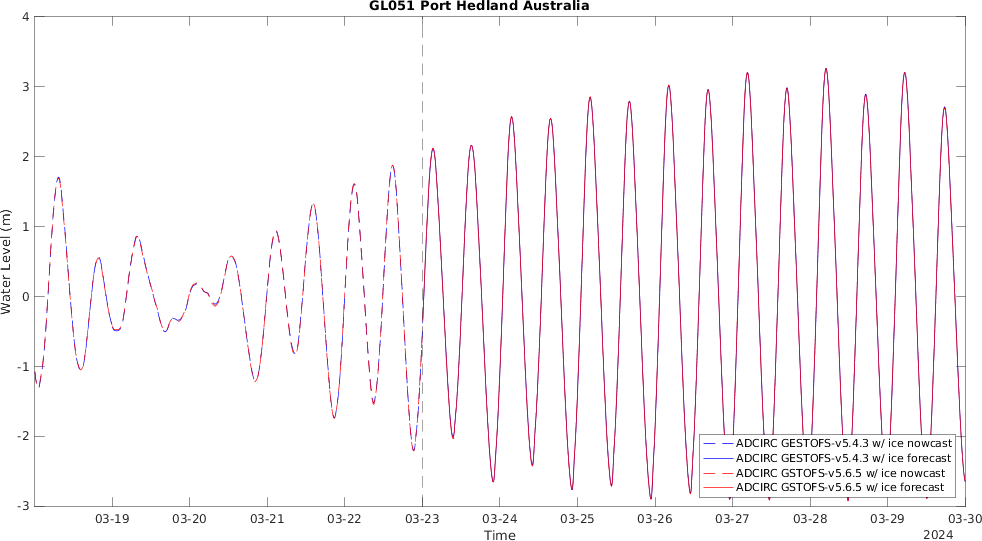 GL051 Port Hedland Australia
4
3
2
1
0
-1
-2
-3
Water Level (m)
03-19 03-20 03-21 03-22 03-23 03-24 03-25 03-26 03-27 03-28 03-29 03-30
Time
2024
ADCIRC GESTOFS-v5.4.3 w/ ice nowcast
ADCIRC GESTOFS-v5.4.3 w/ ice forecast
ADCIRC GSTOFS-v5.6.5 w/ ice nowcast
ADCIRC GSTOFS-v5.6.5 w/ ice forecast